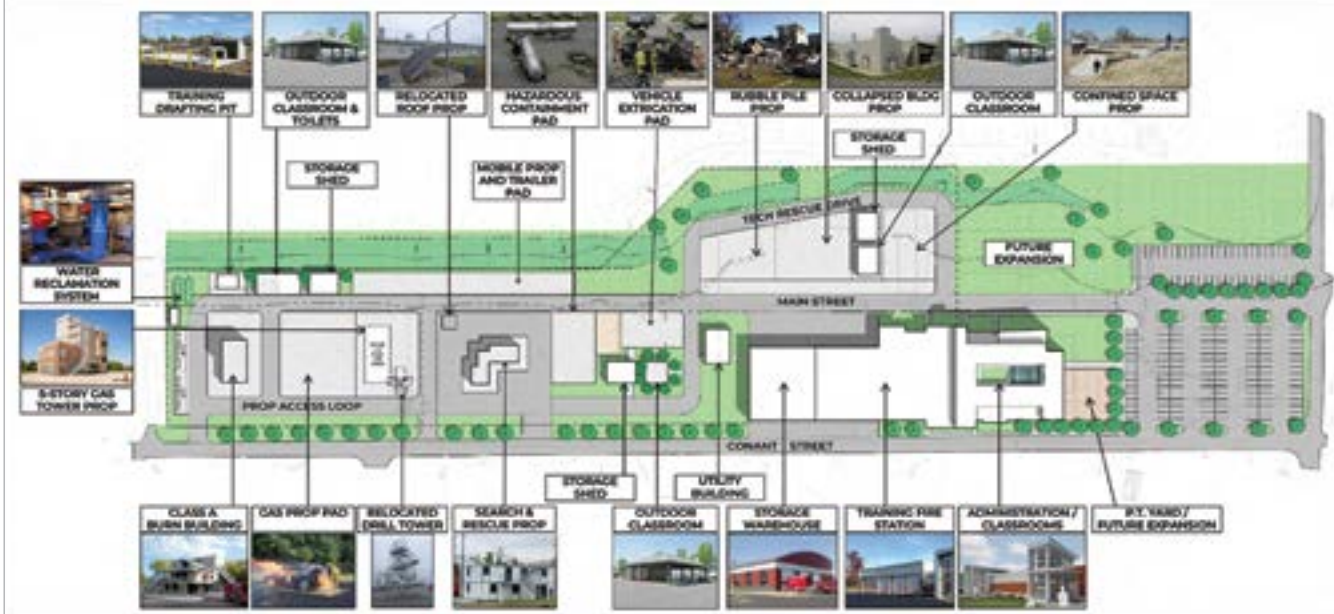 TRAINING
DRAFTING PIT
OUTDOOR
CLASSROOM &
TOILETS
RELOCATED
ROOF PROP
HAZARDOUS
CONTAINMENT
PAD
VEHICLE
EXTRICATION
PAD
RUBBLE PILE
PROP
COLLAPSED BLDG
PROP
OUTDOOR
CLASSROOM
CONFINED SPACE
PROP
STORAGE
SHED
MOBILE PROP
AND TRAILER
PAD
STORAGE
SHED
TECH RESCUE DRIVE
FUTURE
EXPANSION
WATER
RECLAMATION
SYSTEM
MAIN STREET
5-STORY GAS
TOWER PROP
PROP ACCESS LOOP
CONANT STREET
STORAGE
SHED
UTILITY
BUILDING
CLASS A
BURN BUILDING
GAS PROP PAD
RELOCATED
DRILL TOWER
SEARCH &
RESCUE PROP
OUTDOOR
CLASSROOM
STORAGE
WAREHOUSE
TRAINING FIRE
STATION
ADMINISTRATION /
CLASSROOMS
P.T. YARD /
FUTURE EXPANSION